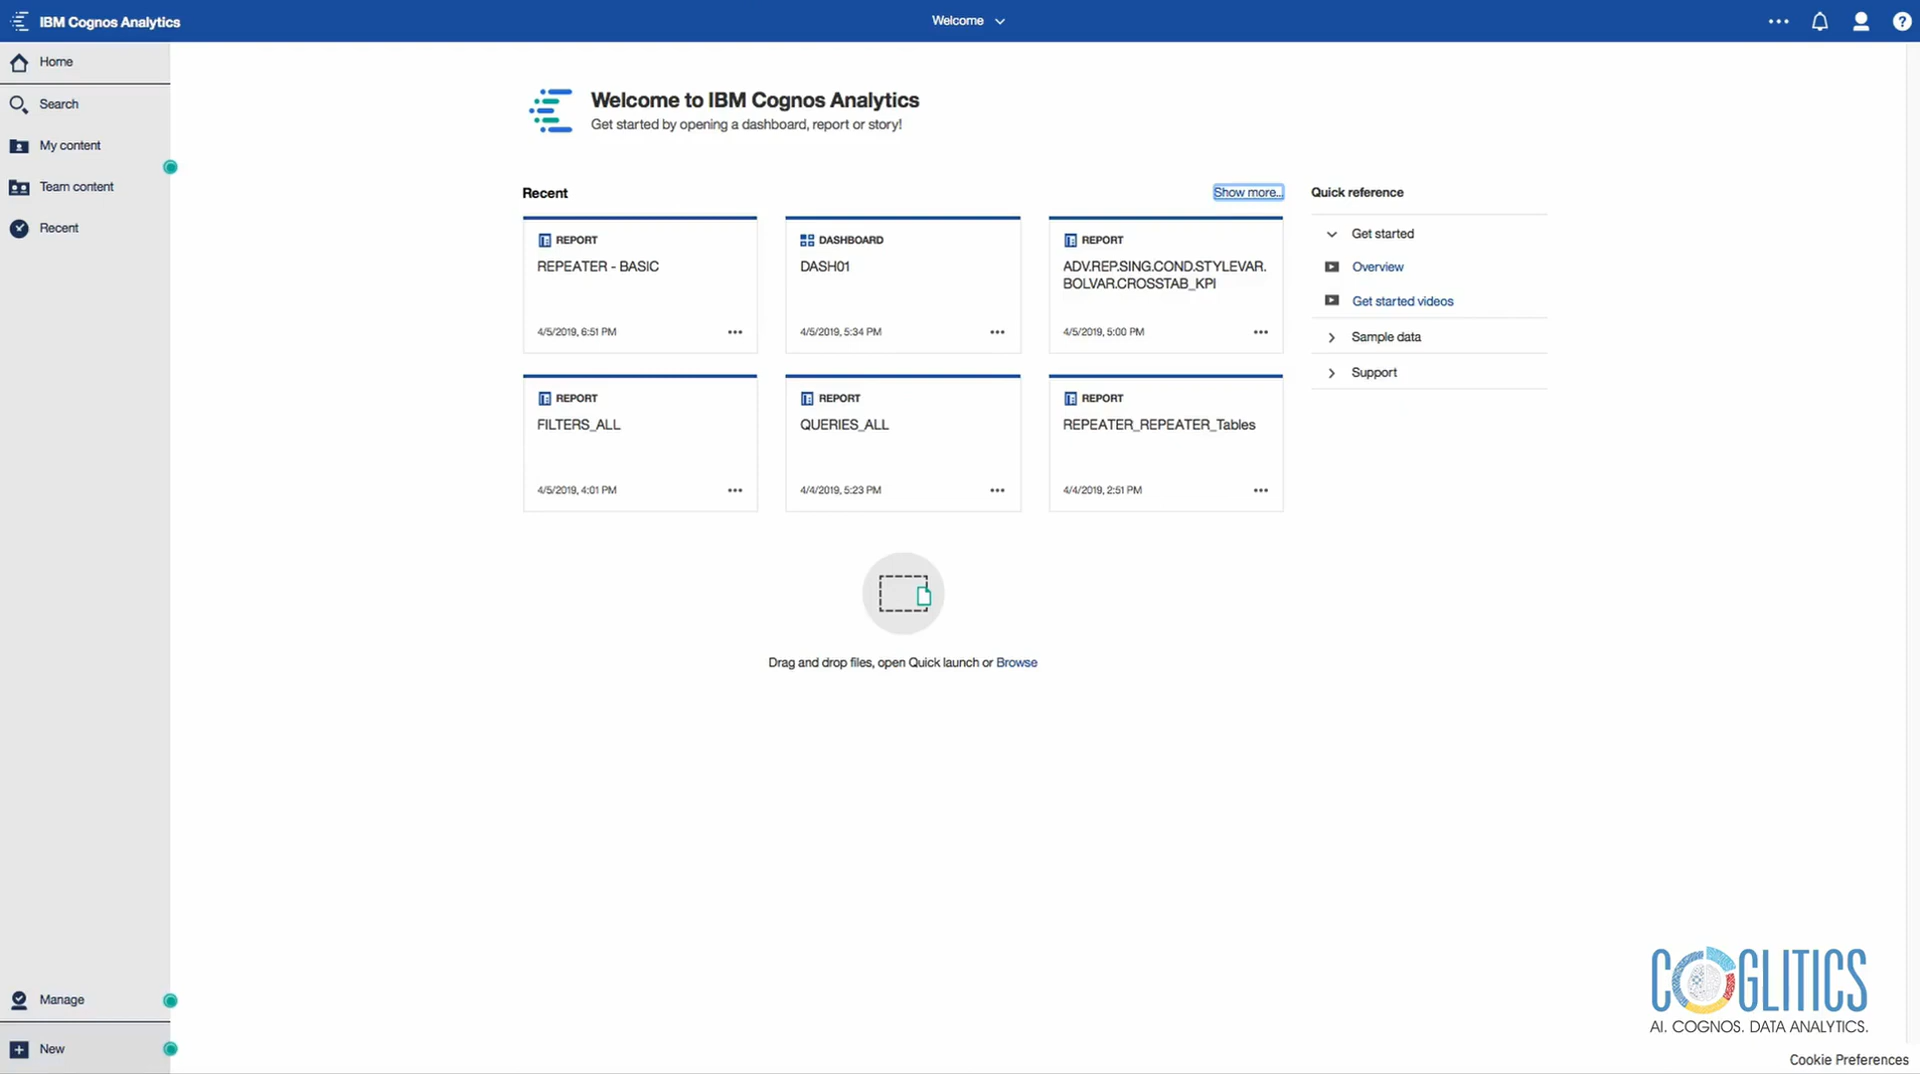 IBM Cognos Analytics
Welcome
Home
Search
My content
Team content
Recent
Manage
New
Welcome to IBM Cognos Analytics
Get started by opening a dashboard, report or story!
Recent
Show more...
REPORT
REPEATER - BASIC
4/5/2019, 6:51 PM
DASHBOARD
DASH01
4/5/2019, 5:34 PM
REPORT
ADV.REP.SING.COND.STYLEVAR.
BOLVAR.CROSSTAB_KPI
4/5/2019, 5:00 PM
REPORT
FILTERS_ALL
4/5/2019, 4:01 PM
REPORT
QUERIES_ALL
4/4/2019, 5:23 PM
REPORT
REPEATER_REPEATER_Tables
4/4/2019, 2:51 PM
Drag and drop files, open Quick launch or Browse
Quick reference
Get started
Overview
Get started videos
Sample data
Support
COGLITICS
AI. COGNOS. DATA ANALYTICS.
Cookie Preferences